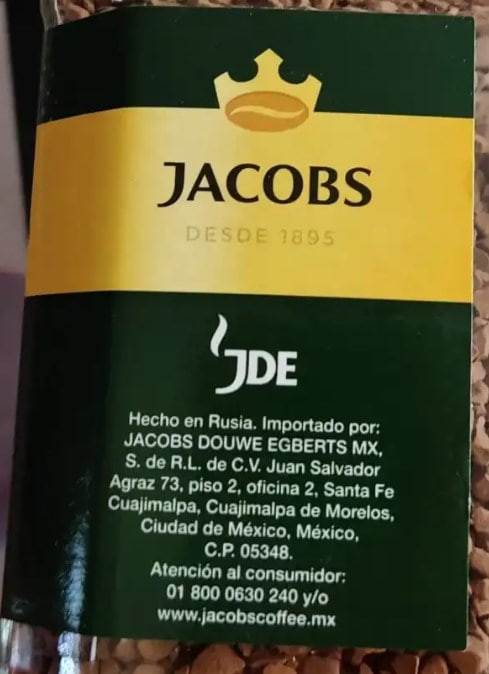 JACOBS
DESDE 1895
JDE
Hecho en Rusia. Importado por:
JACOBS DOUWE EGBERTS MX,
S. de R.L. de C.V. Juan Salvador
Agraz 73, piso 2, oficina 2, Santa Fe
Cuajimalpa, Cuajimalpa de Morelos,
Ciudad de México, México,
C.P. 05348.
Atención al consumidor:
01 800 0630 240 y/o
www.jacobscoffee.mx